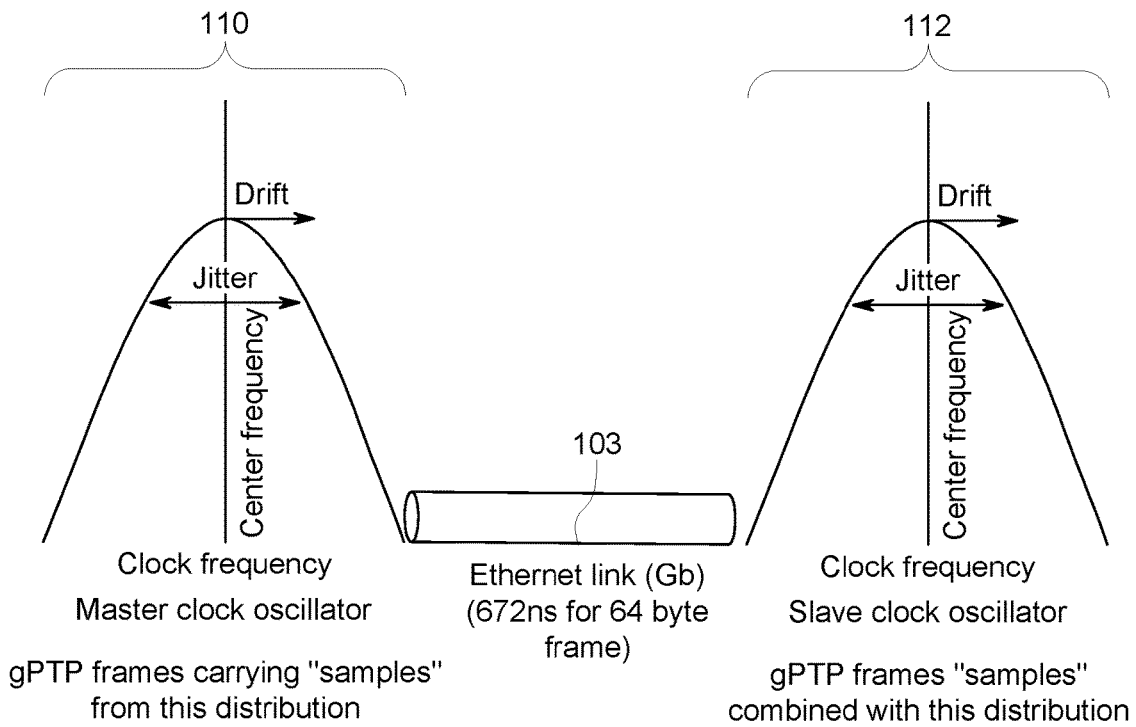 110
112
Drift
Drift
Jitter
Jitter
Center frequency
Center frequency
103
Clock frequency
Master clock oscillator
gPTP frames carrying "samples"
from this distribution
Ethernet link (Gb)
(672ns for 64 byte
frame)
Clock frequency
Slave clock oscillator
gPTP frames "samples"
combined with this distribution